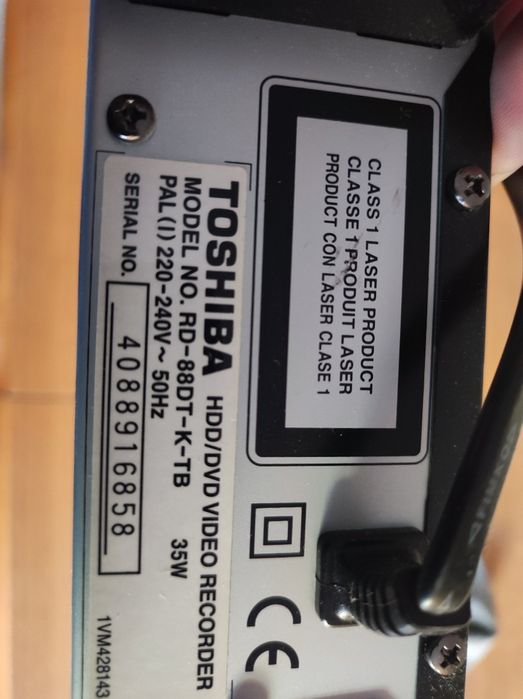 CLASS 1 LASER PRODUCT
CLASSE 1 PRODUIT LASER
PRODUCT CON LASER CLASE 1
TOSHIBA HDD/DVD VIDEO RECORDER
MODEL NO. RD-88DT-K-TB
PAL (I) 220-240V~ 50Hz 35W
SERIAL NO. 4088916858
1VM428143
CE